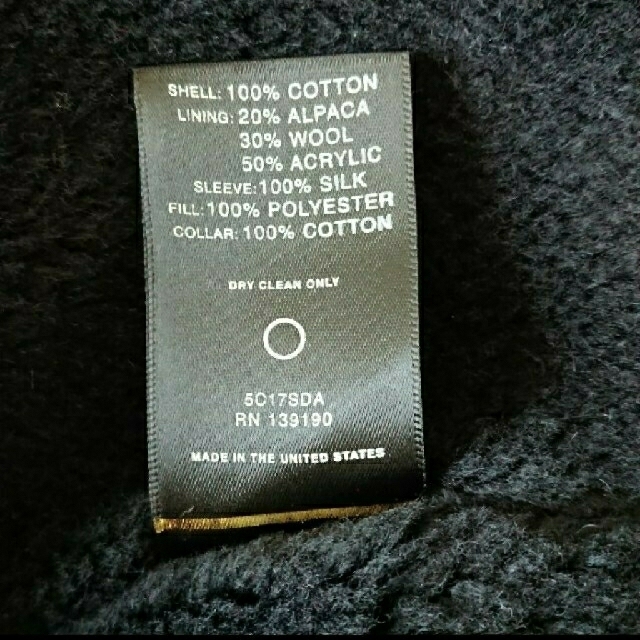 SHELL: 100% COTTON
LINING: 20% ALPACA
30% WOOL
50% ACRYLIC
SLEEVE: 100% SILK
FILL: 100% POLYESTER
COLLAR: 100% COTTON
DRY CLEAN ONLY
5C17SDA
RN 139190
MADE IN THE UNITED STATES